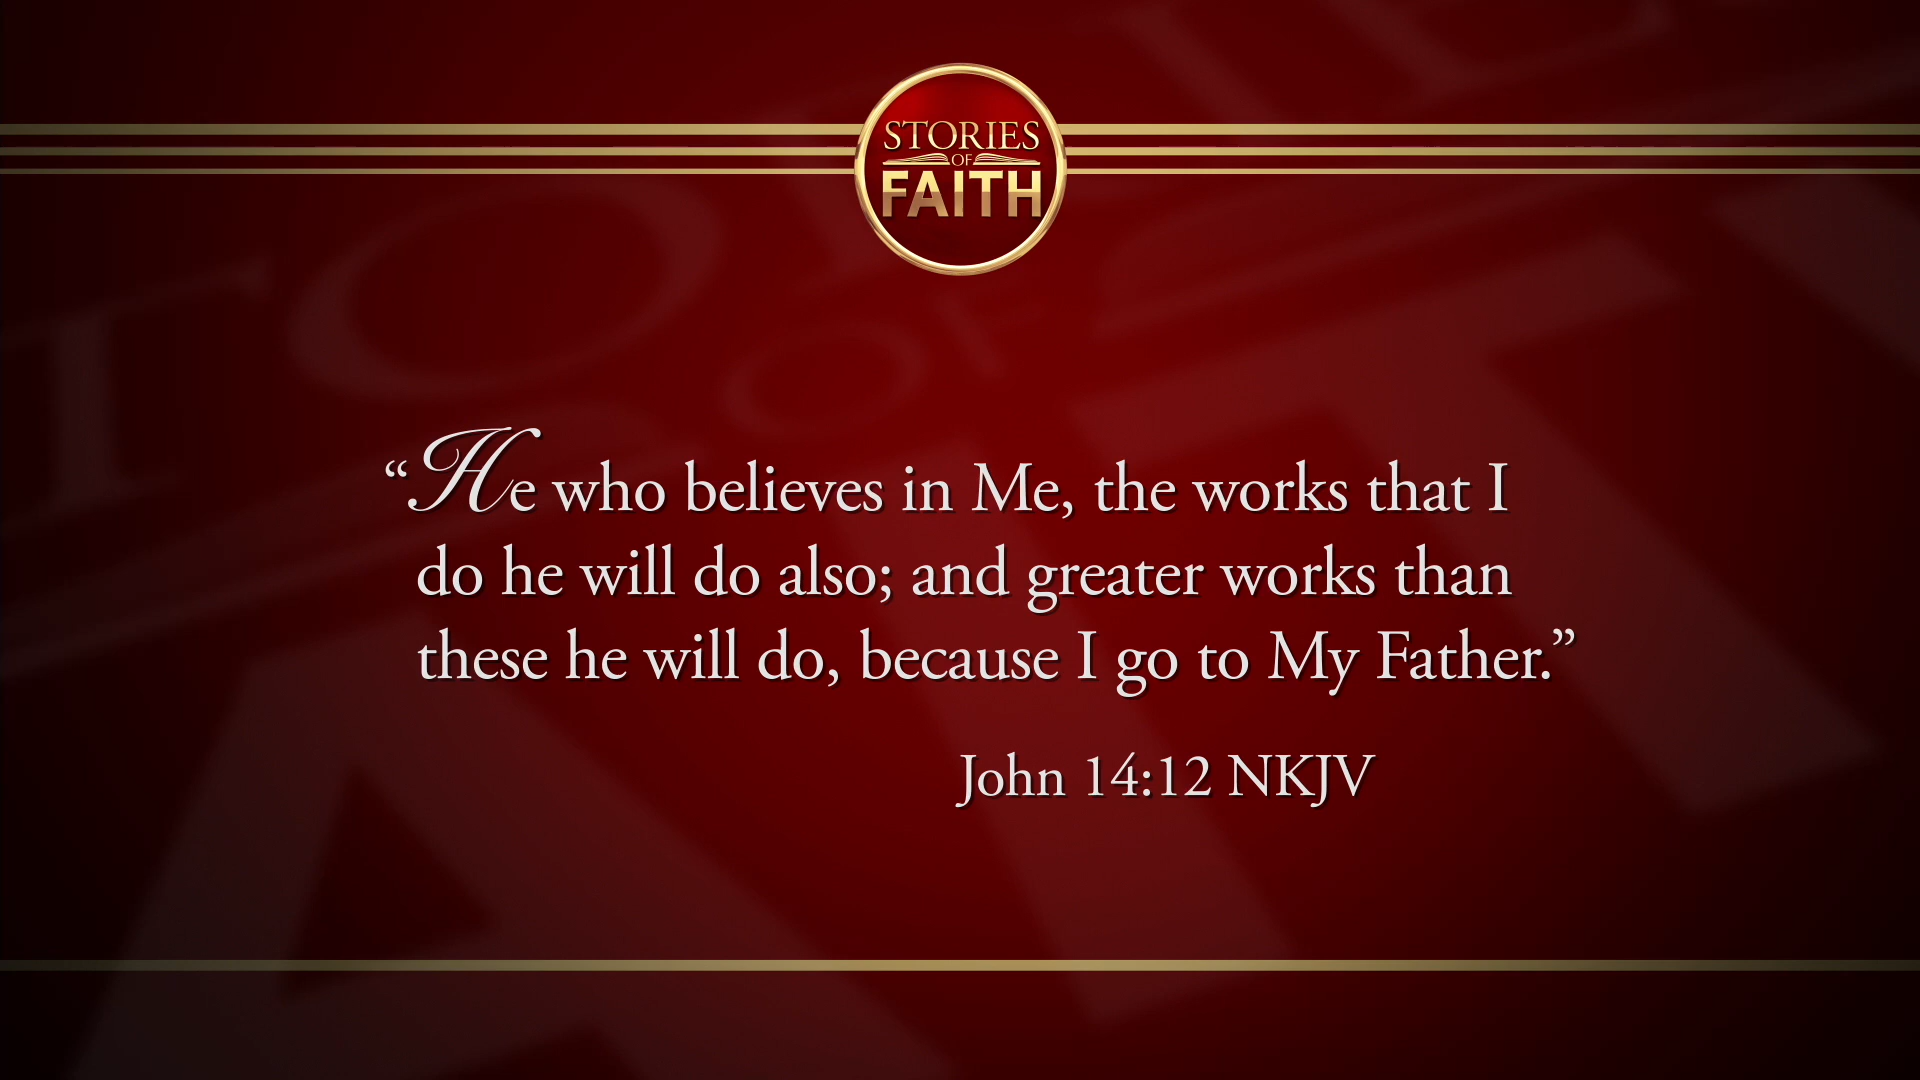 STORIES
OF
FAITH
“He who believes in Me, the works that I
do he will do also; and greater works than
these he will do, because I go to My Father.”
John 14:12 NKJV